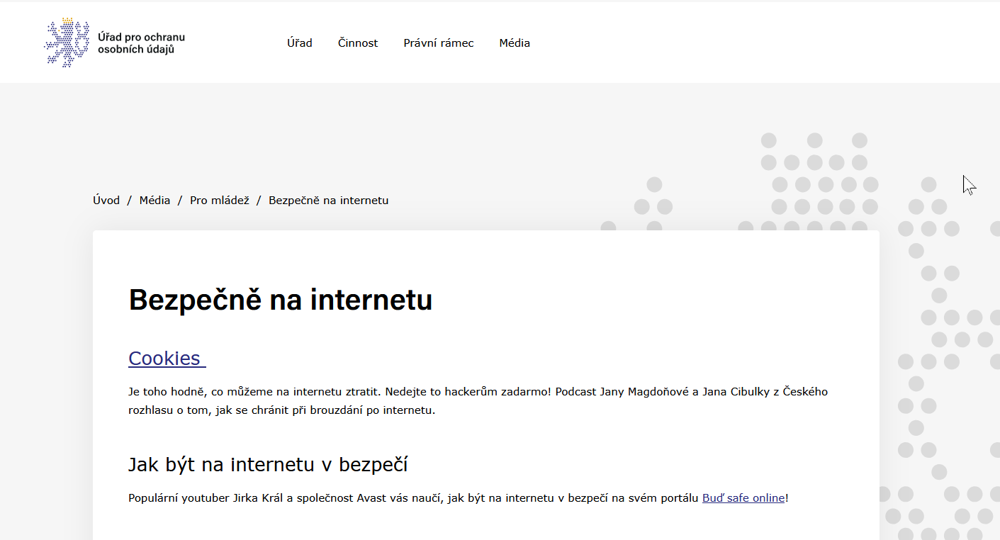 Úřad pro ochranu
osobních údajů
Úřad Činnost Právní rámec Média
Úvod / Média / Pro mládež / Bezpečně na internetu
Bezpečně na internetu
Cookies
Je toho hodně, co můžeme na internetu ztratit. Nedejte to hackerům zadarmo! Podcast Jany Magdoňové a Jana Cibulky z Českého
rozhlasu o tom, jak se chránit při brouzdání po internetu.
Jak být na internetu v bezpečí
Populární youtuber Jirka Král a společnost Avast vás naučí, jak být na internetu v bezpečí na svém portálu Buď safe online!